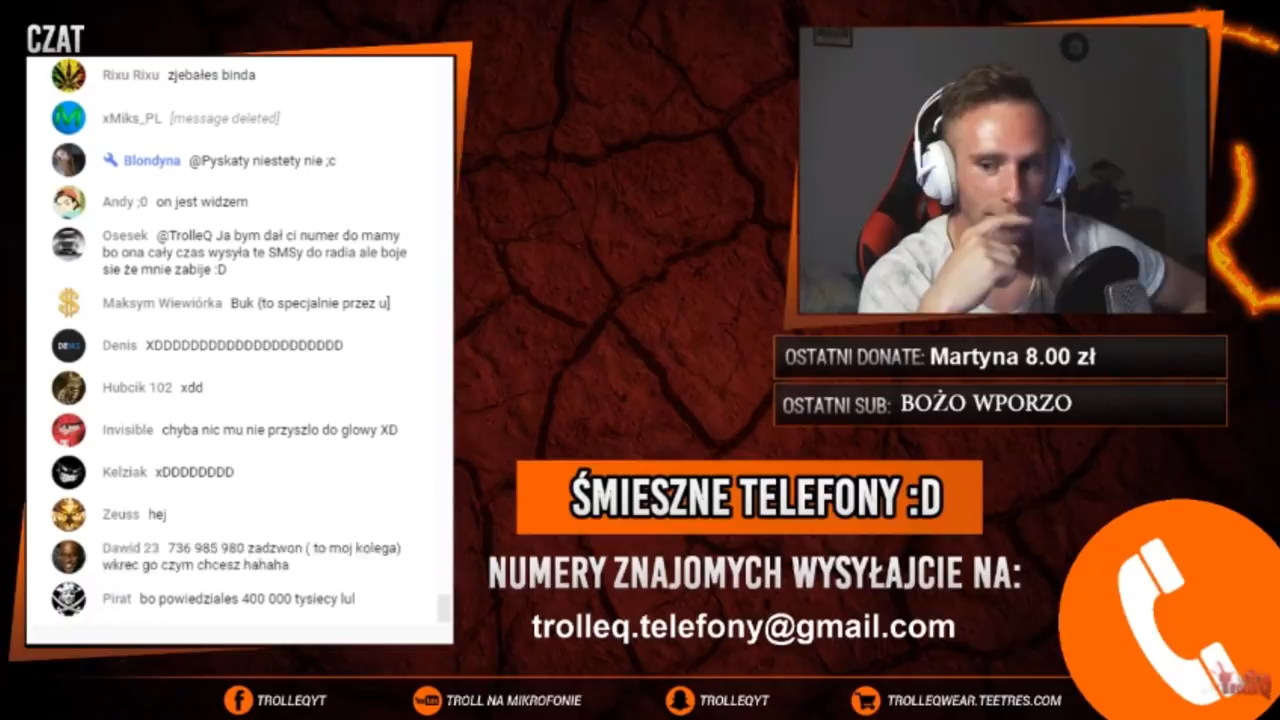 CZAT
Rixu Rixu zjebałes binda
xMiks_PL [message deleted]
Blondyna @Pyskaty niestety nie ;c
Andy ;0 on jest widzem
Osesek @TrolleQ Ja bym dał ci numer do mamy
bo ona cały czas wysyła te SMSy do radia ale boje
sie że mnie zabije :D
Maksym Wiewiórka Buk (to specjalnie przez u]
Denis XDDDDDDDDDDDDDDDDDDDDDD
Hubcik 102 xdd
Invisible chyba nic mu nie przyszlo do glowy XD
Kelziak xDDDDDDDD
Zeuss hej
Dawid 23 736 985 980 zadzwon ( to moj kolega)
wkrec go czym chcesz hahaha
Pirat bo powiedziales 400 000 tysiecy lul
OSTATNI DONATE: Martyna 8.00 zł
OSTATNI SUB: BOŻO WPORZO
ŚMIESZNE TELEFONY :D
NUMERY ZNAJOMYCH WYSYŁAJCIE NA:
trolleq.telefony@gmail.com
TROLLEQYT
TROLL NA MIKROFONIE
TROLLEQYT
TROLLEQWEAR.TEETRES.COM